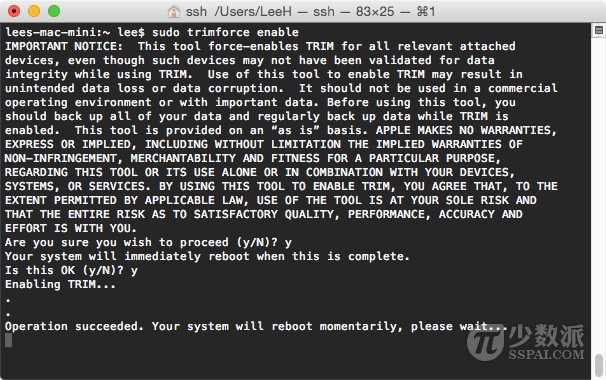 ssh /Users/LeeH — ssh — 83×25 — ⌘1
lees-mac-mini:~ lee$ sudo trimforce enable
IMPORTANT NOTICE:  This tool force-enables TRIM for all relevant attached
devices, even though such devices may not have been validated for data
integrity while using TRIM.  Use of this tool to enable TRIM may result in
unintended data loss or data corruption.  It should not be used in a commercial
operating environment or with important data. Before using this tool, you
should back up all of your data and regularly back up data while TRIM is
enabled.  This tool is provided on an “as is” basis. APPLE MAKES NO WARRANTIES,
EXPRESS OR IMPLIED, INCLUDING WITHOUT LIMITATION THE IMPLIED WARRANTIES OF
NON-INFRINGEMENT, MERCHANTABILITY AND FITNESS FOR A PARTICULAR PURPOSE,
REGARDING THIS TOOL OR ITS USE ALONE OR IN COMBINATION WITH YOUR DEVICES,
SYSTEMS, OR SERVICES. BY USING THIS TOOL TO ENABLE TRIM, YOU AGREE THAT, TO THE
EXTENT PERMITTED BY APPLICABLE LAW, USE OF THE TOOL IS AT YOUR SOLE RISK AND
THAT THE ENTIRE RISK AS TO SATISFACTORY QUALITY, PERFORMANCE, ACCURACY AND
EFFORT IS WITH YOU.
Are you sure you wish to proceed (y/N)? y
Your system will immediately reboot when this is complete.
Is this OK (y/N)? y
Enabling TRIM...
.
.
Operation succeeded. Your system will reboot momentarily, please wait...
π 少数派
SSPAI.COM